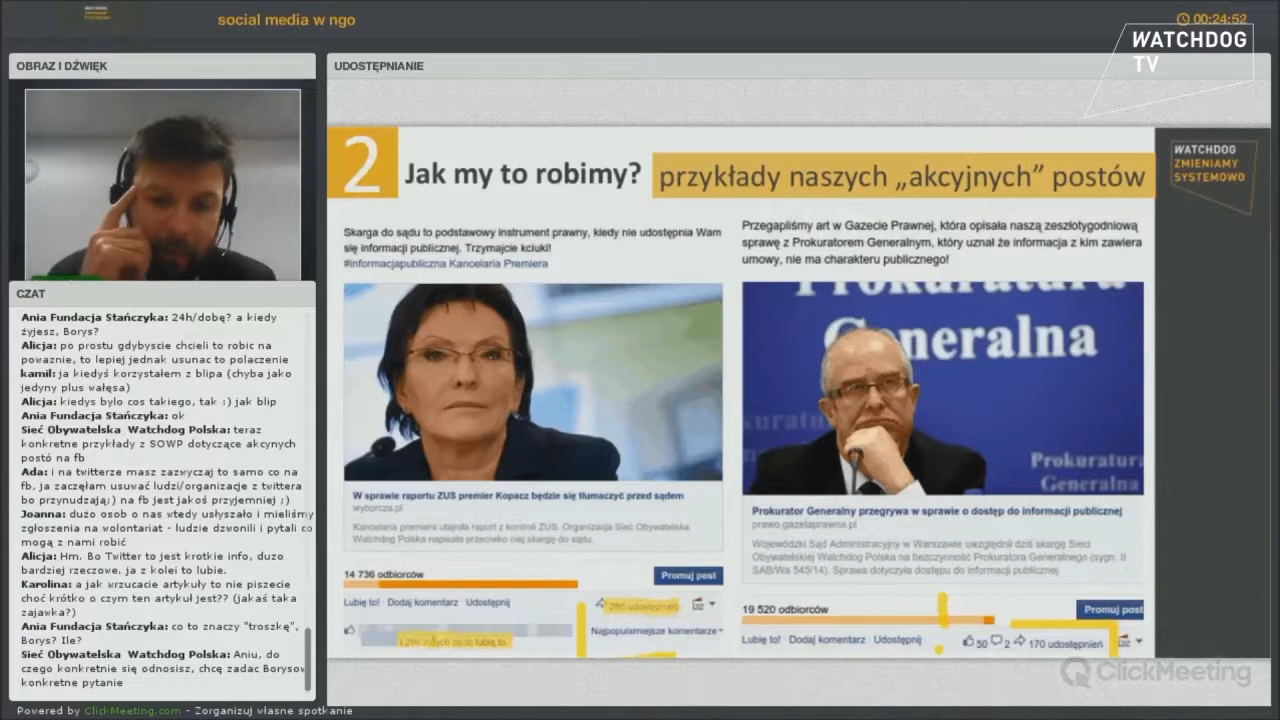 WATCHDOG
ZMIENIAMY
SYSTEMOWO
social media w ngo
00:24:52
WATCHDOG
TV
OBRAZ I DŹWIĘK
CZAT
Ania Fundacja Stańczyka: 24h/dobę? a kiedy
żyjesz, Borys?
Alicja: po prostu gdybyscie chcieli to robic na
powaznie, to lepiej jednak usunac to polaczenie
kamil: ja kiedyś korzystałem z blipa (chyba jako
jedyny plus wałęsa)
Alicja: kiedys bylo cos takiego, tak :) jak blip
Ania Fundacja Stańczyka: ok
Sieć Obywatelska Watchdog Polska: teraz
konkretne przykłady z SOWP dotyczące akcynych
postó na fb
Ada: i na twitterze masz zazwyczaj to samo co na
fb, ja zaczęłam usuwać ludzi/organizacje z twittera
bo przynudzają;) na fb jest jakoś przyjemniej ;)
Joanna: dużo osob o nas wtedy usłyszało i mieliśmy
zgłoszenia na wolontariat - ludzie dzwonili i pytali co
mogą z nami robić
Alicja: Hm. Bo Twitter to jest krotkie info, duzo
bardziej rzeczowe. ja z kolei to lubie.
Karolina: a jak wrzucacie artykuły to nie piszecie
choć krótko o czym ten artykuł jest?? (jakaś taka
zajawka?)
Ania Fundacja Stańczyka: co to znaczy "troszkę",
Borys? Ile?
Sieć Obywatelska Watchdog Polska: Aniu, do
czego konkretnie się odnosisz, chcę zadac Borysow
konkretne pytanie
UDOSTĘPNIANIE
2 Jak my to robimy? przykłady naszych „akcyjnych” postów
WATCHDOG
ZMIENIAMY
SYSTEMOWO
Skarga do sądu to podstawowy instrument prawny, kiedy nie udostępnia Wam
się informacji publicznej. Trzymajcie kciuki!
#informacjapubliczna Kancelaria Premiera
W sprawie raportu ZUS premier Kopacz będzie się tłumaczyć przed sądem
wyborcza.pl
Kancelaria premiera utajniła raport z kontroli ZUS. Organizacja Sieć Obywatelska
Watchdog Polska napisała przeciwko niej skargę do sądu.
14 736 odbiorców
Promuj post
Lubię to! · Dodaj komentarz · Udostępnij
286 udostępnień
Najpopularniejsze komentarze
innych osób lubią to.
Przegapliśmy art w Gazecie Prawnej, która opisała naszą zeszłotygodniową
sprawę z Prokuratorem Generalnym, który uznał że informacja z kim zawiera
umowy, nie ma charakteru publicznego!
Prokuratura
Generalna
Prokuratura
Generalna
Prokurator Generalny przegrywa w sprawie o dostęp do informacji publicznej
prawo.gazetaprawna.pl
Wojewódzki Sąd Administracyjny w Warszawie uwzględnił dziś skargę Sieci
Obywatelskiej Watchdog Polska na bezczynność Prokuratora Generalnego (sygn. II
SAB/Wa 545/14). Sprawa dotyczyła dostępu do informacji publicznej.
19 520 odbiorców
Promuj post
Lubię to! · Dodaj komentarz · Udostępnij
50 2 170 udostępnień
ClickMeeting
Powered by ClickMeeting.com - Zorganizuj własne spotkanie